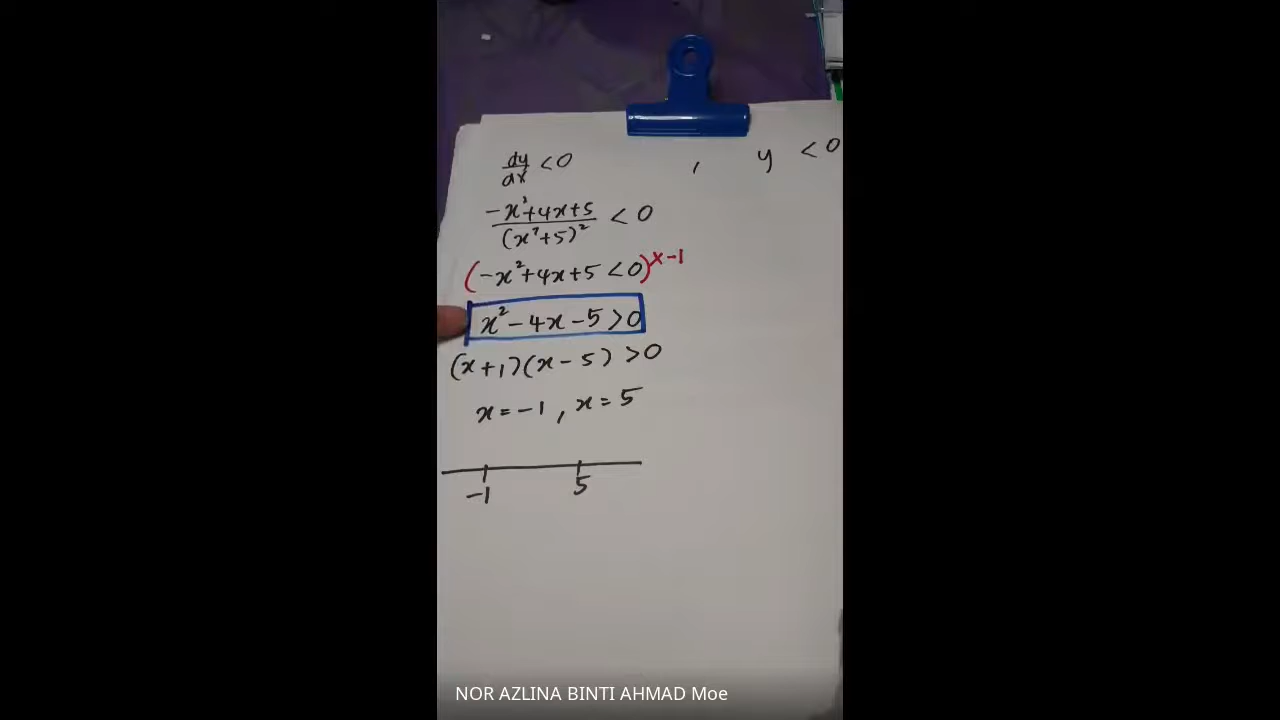 dy/dx < 0 , y < 0
(-x²+4x+5)/(x²+5)² < 0
(-x²+4x+5 < 0) x -1
x² - 4x - 5 > 0
(x+1)(x-5) > 0
x = -1 , x = 5
-1 5
NOR AZLINA BINTI AHMAD Moe